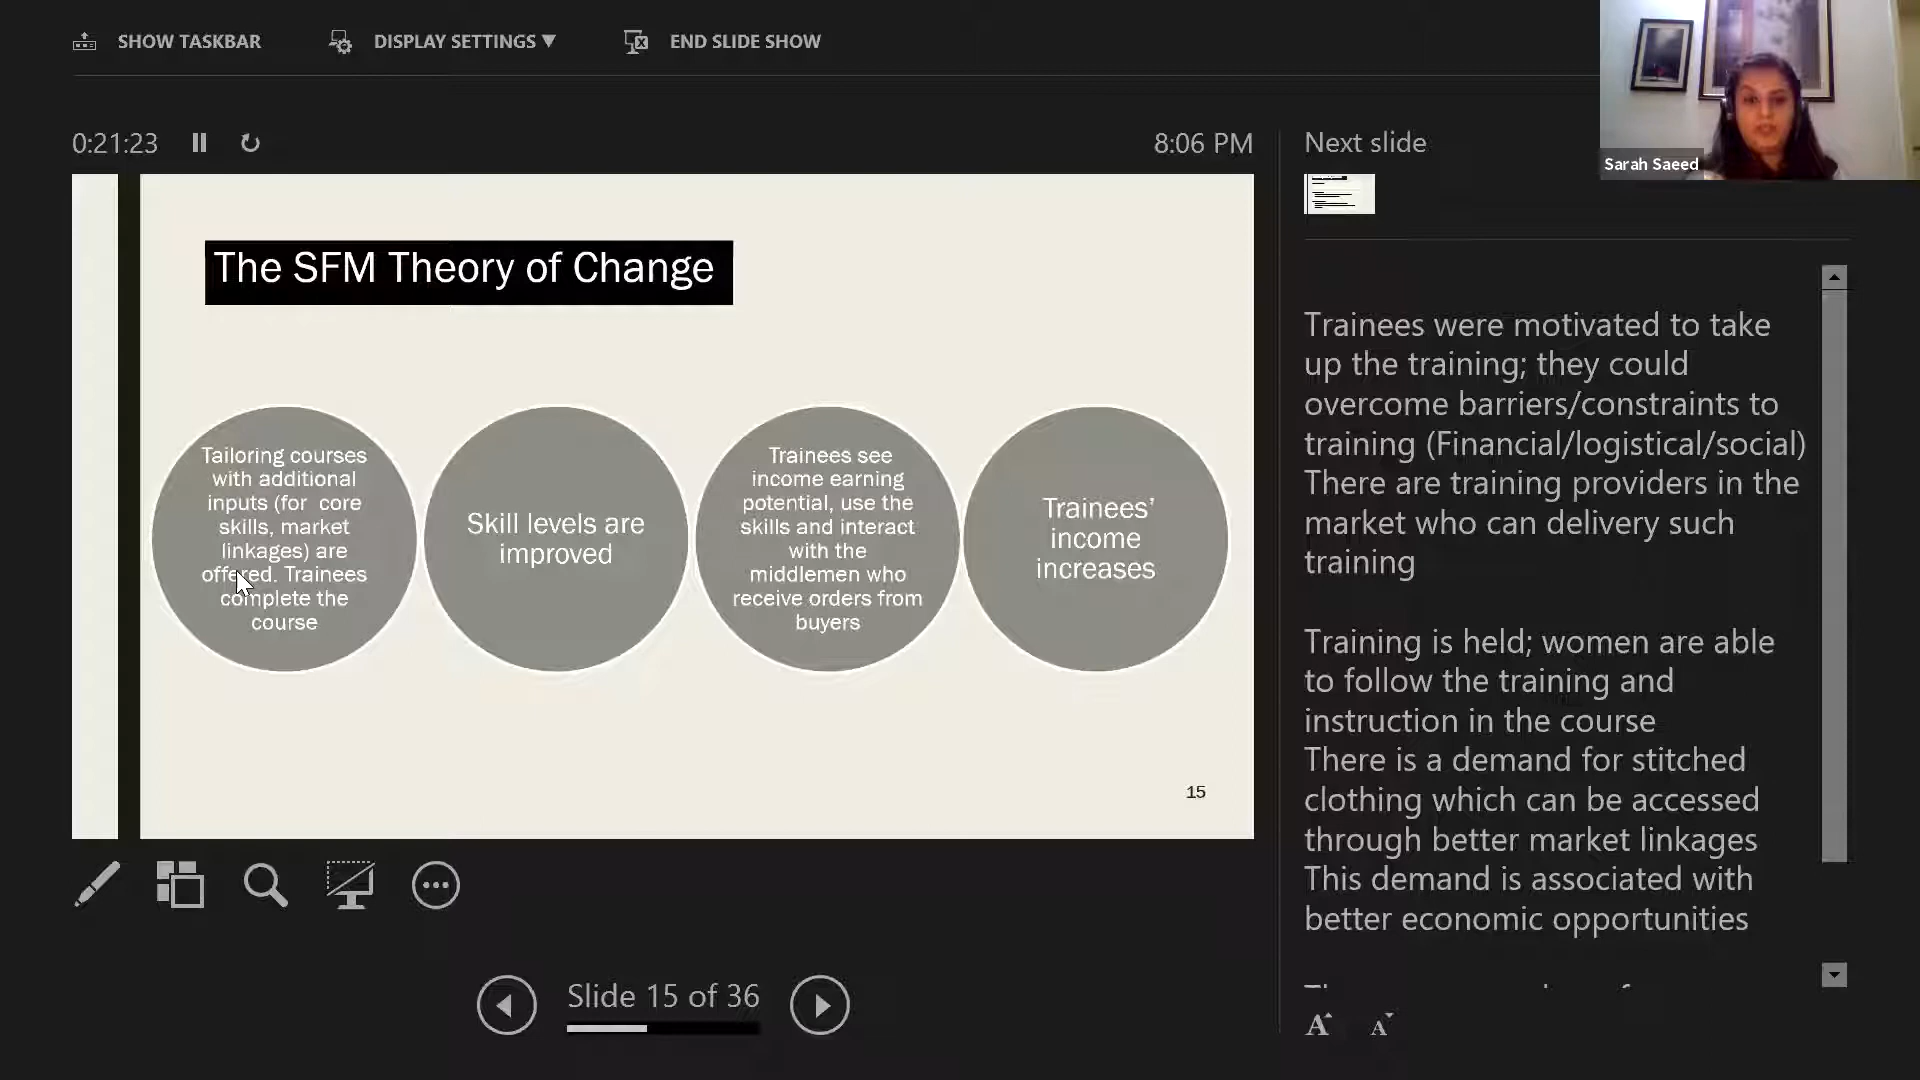 SHOW TASKBAR
DISPLAY SETTINGS ▼
END SLIDE SHOW
Sarah Saeed
0:21:23
8:06 PM
Next slide
The SFM Theory of Change
Tailoring courses
with additional
inputs (for core
skills, market
linkages) are
offered. Trainees
complete the
course
Skill levels are
improved
Trainees see
income earning
potential, use the
skills and interact
with the
middlemen who
receive orders from
buyers
Trainees’
income
increases
15
Trainees were motivated to take
up the training; they could
overcome barriers/constraints to
training (Financial/logistical/social)
There are training providers in the
market who can delivery such
training
Training is held; women are able
to follow the training and
instruction in the course
There is a demand for stitched
clothing which can be accessed
through better market linkages
This demand is associated with
better economic opportunities
Slide 15 of 36
A A